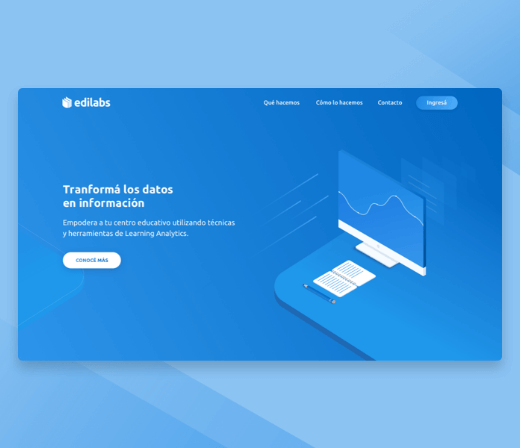 edilabs
Qué hacemos
Cómo lo hacemos
Contacto
Ingresá
Tranformá los datos
en información
Empodera a tu centro educativo utilizando técnicas
y herramientas de Learning Analytics.
CONOCÉ MÁS